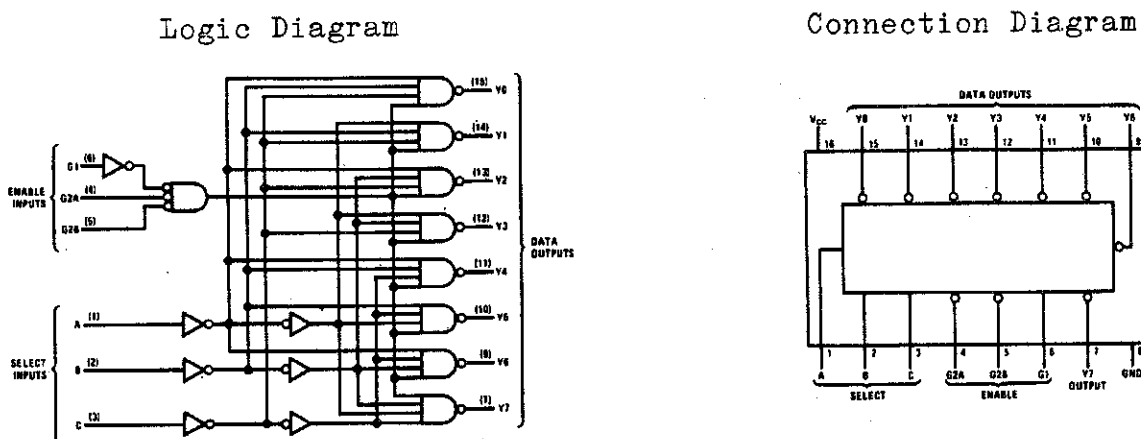 Logic Diagram
(15) Y0
(14) Y1
(13) Y2
(12) Y3
(11) Y4
(10) Y5
(9) Y6
(7) Y7
DATA
OUTPUTS
ENABLE
INPUTS
G1 (6)
G2A (4)
G2B (5)
SELECT
INPUTS
A (1)
B (2)
C (3)
Connection Diagram
DATA OUTPUTS
VCC Y0 Y1 Y2 Y3 Y4 Y5 Y6
16 15 14 13 12 11 10 9
1 2 3 4 5 6 7 8
A B C G2A G2B G1 Y7 GND
OUTPUT
SELECT ENABLE